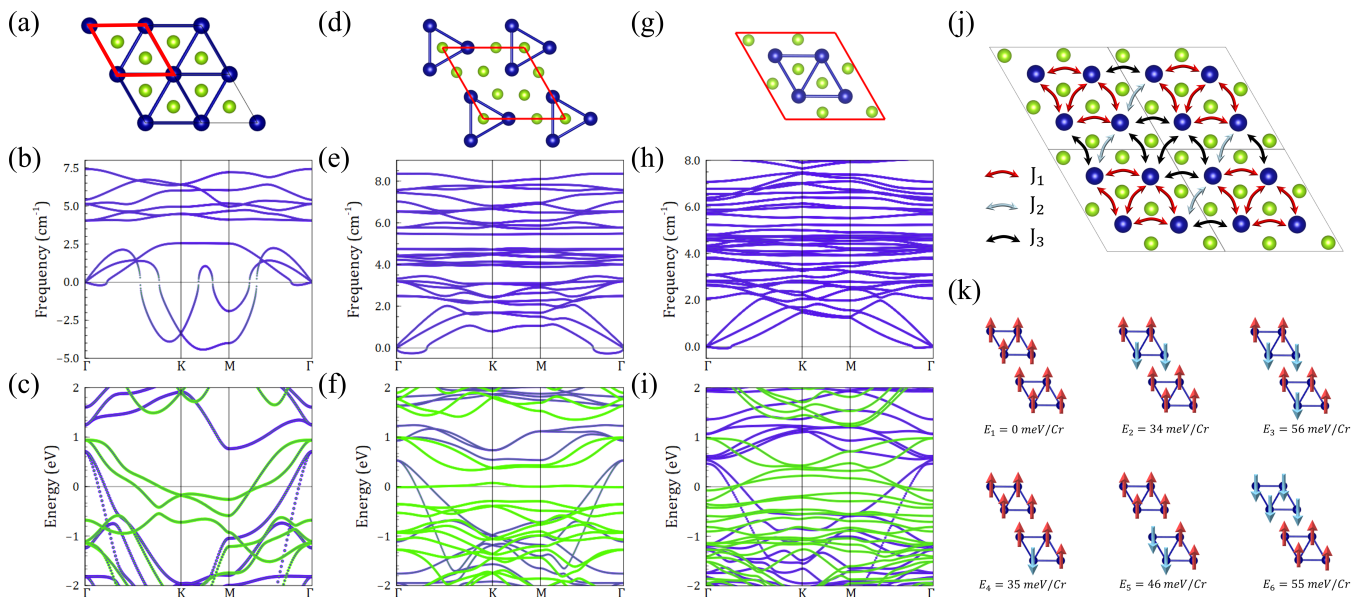 (a)
(d)
(g)
(j)
J1
J2
J3
(b)
Frequency (cm⁻¹)
7.5
5.0
2.5
0.0
−2.5
−5.0
Γ
K
M
Γ
(e)
Frequency (cm⁻¹)
8.0
6.0
4.0
2.0
0.0
Γ
K
M
Γ
(h)
Frequency (cm⁻¹)
8.0
6.0
4.0
2.0
0.0
Γ
K
M
Γ
(k)
E1 = 0 meV/Cr
E2 = 34 meV/Cr
E3 = 56 meV/Cr
E4 = 35 meV/Cr
E5 = 46 meV/Cr
E6 = 55 meV/Cr
(c)
Energy (eV)
2
1
0
−1
−2
Γ
K
M
Γ
(f)
Energy (eV)
2
1
0
−1
−2
Γ
K
M
Γ
(i)
Energy (eV)
2
1
0
−1
−2
Γ
K
M
Γ